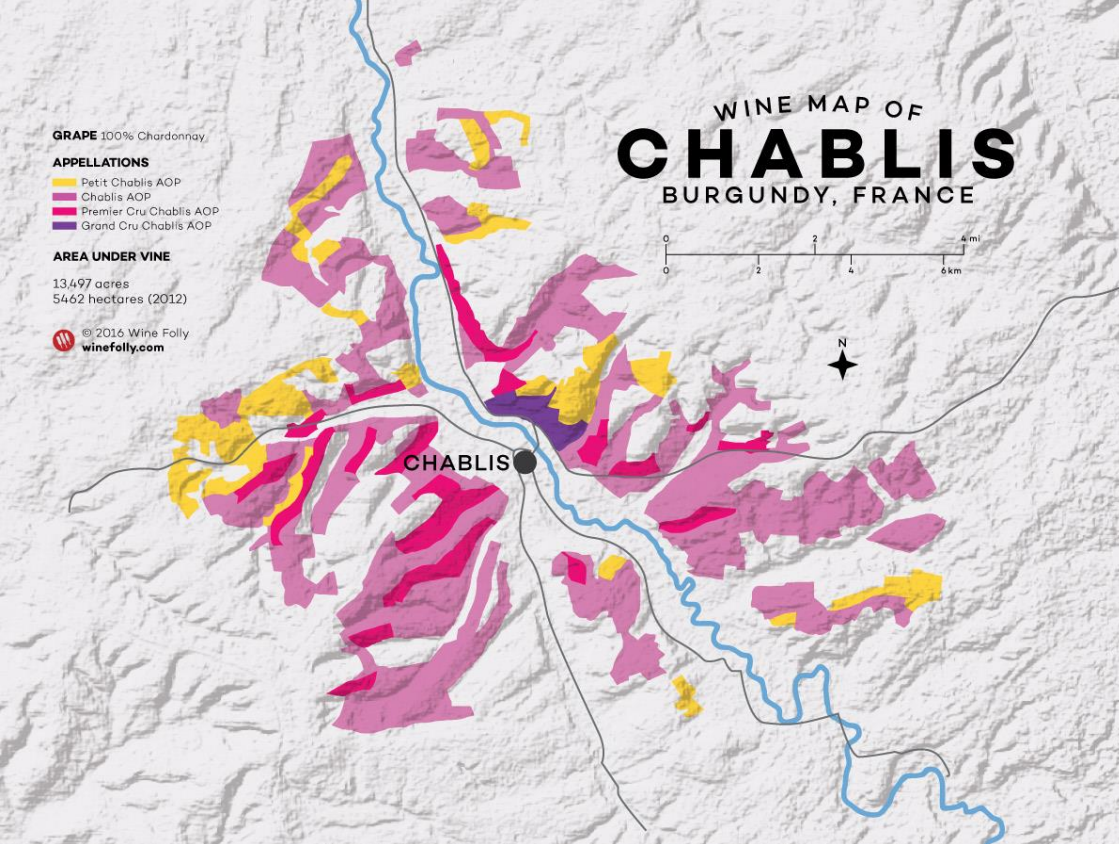 WINE MAP OF
CHABLIS
BURGUNDY, FRANCE
0 2 4 mi
0 2 4 6 km
GRAPE 100% Chardonnay
APPELLATIONS
Petit Chablis AOP
Chablis AOP
Premier Cru Chablis AOP
Grand Cru Chablis AOP
AREA UNDER VINE
13,497 acres
5462 hectares (2012)
© 2016 Wine Folly
winefolly.com
N
CHABLIS